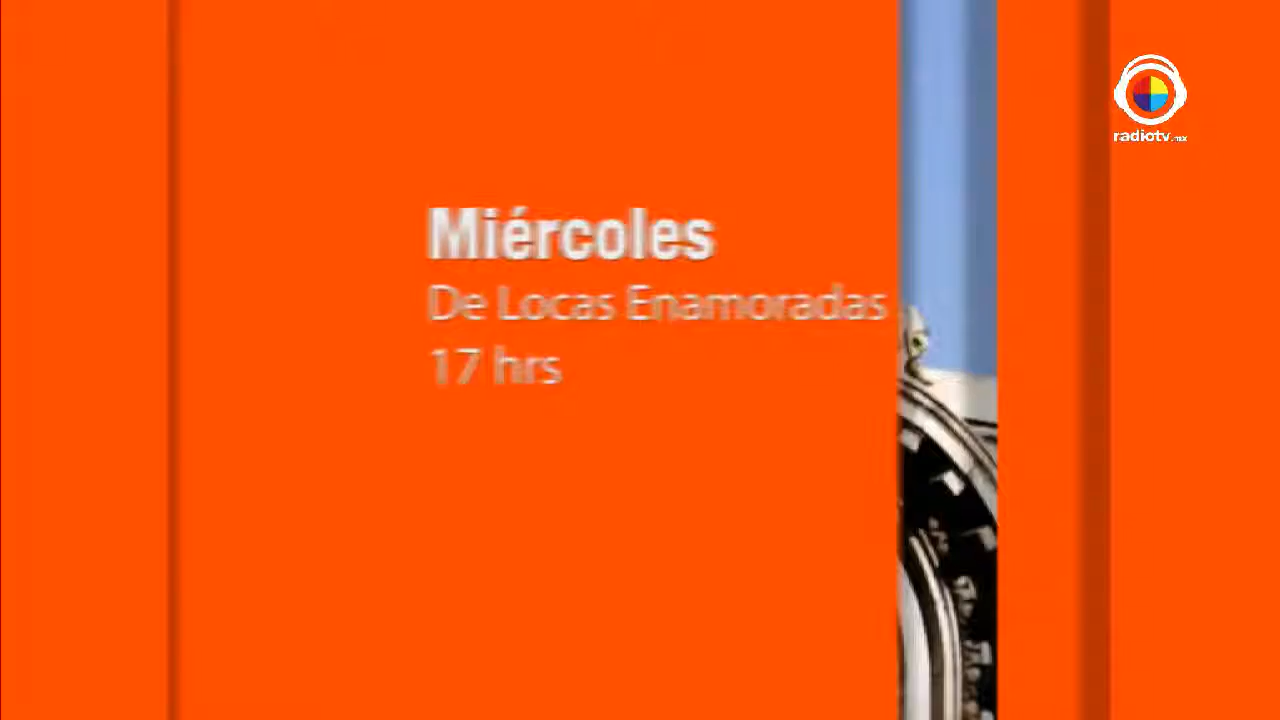 radiotv.mx
Miércoles
De Locas Enamoradas
17 hrs